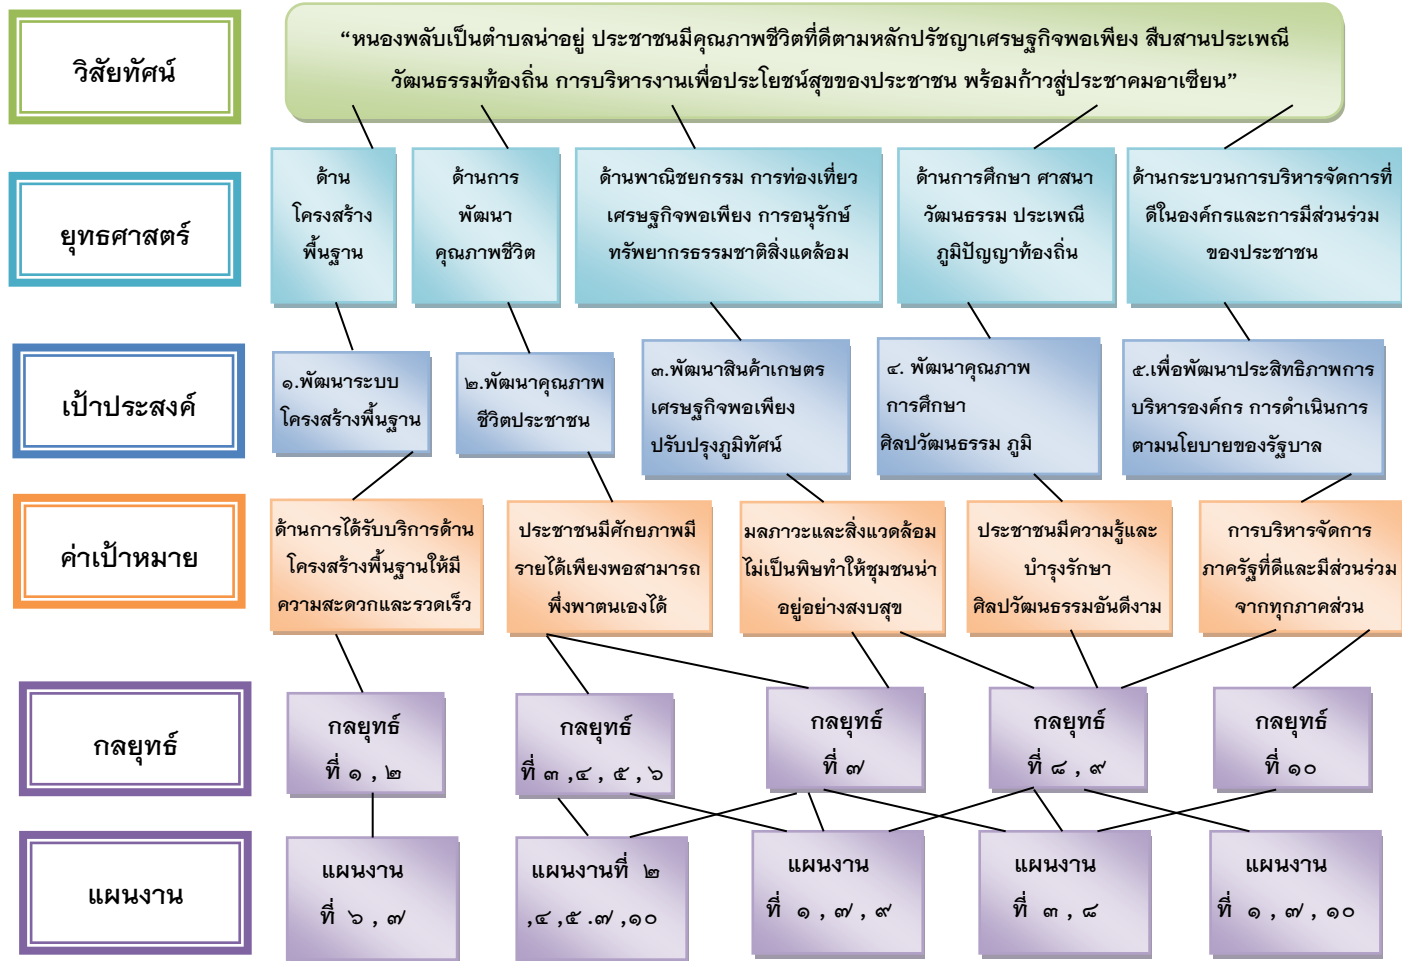 วิสัยทัศน์
“หนองพลับเป็นตำบลน่าอยู่ ประชาชนมีคุณภาพชีวิตที่ดีตามหลักปรัชญาเศรษฐกิจพอเพียง สืบสานประเพณี
วัฒนธรรมท้องถิ่น การบริหารงานเพื่อประโยชน์สุขของประชาชน พร้อมก้าวสู่ประชาคมอาเซียน”
ยุทธศาสตร์
ด้าน
โครงสร้าง
พื้นฐาน
ด้านการ
พัฒนา
คุณภาพชีวิต
ด้านพาณิชยกรรม การท่องเที่ยว
เศรษฐกิจพอเพียง การอนุรักษ์
ทรัพยากรธรรมชาติสิ่งแดล้อม
ด้านการศึกษา ศาสนา
วัฒนธรรม ประเพณี
ภูมิปัญญาท้องถิ่น
ด้านกระบวนการบริหารจัดการที่
ดีในองค์กรและการมีส่วนร่วม
ของประชาชน
เป้าประสงค์
๑.พัฒนาระบบ
โครงสร้างพื้นฐาน
๒.พัฒนาคุณภาพ
ชีวิตประชาชน
๓.พัฒนาสินค้าเกษตร
เศรษฐกิจพอเพียง
ปรับปรุงภูมิทัศน์
๔. พัฒนาคุณภาพ
การศึกษา
ศิลปวัฒนธรรม ภูมิ
๕.เพื่อพัฒนาประสิทธิภาพการ
บริหารองค์กร การดำเนินการ
ตามนโยบายของรัฐบาล
ค่าเป้าหมาย
ด้านการได้รับบริการด้าน
โครงสร้างพื้นฐานให้มี
ความสะดวกและรวดเร็ว
ประชาชนมีศักยภาพมี
รายได้เพียงพอสามารถ
พึ่งพาตนเองได้
มลภาวะและสิ่งแวดล้อม
ไม่เป็นพิษทำให้ชุมชนน่า
อยู่อย่างสงบสุข
ประชาชนมีความรู้และ
บำรุงรักษา
ศิลปวัฒนธรรมอันดีงาม
การบริหารจัดการ
ภาครัฐที่ดีและมีส่วนร่วม
จากทุกภาคส่วน
กลยุทธ์
กลยุทธ์
ที่ ๑ , ๒
กลยุทธ์
ที่ ๓ ,๔ , ๕ ,๖
กลยุทธ์
ที่ ๗
กลยุทธ์
ที่ ๘ , ๙
กลยุทธ์
ที่ ๑๐
แผนงาน
แผนงาน
ที่ ๖ , ๗
แผนงานที่ ๒
,๔ ,๕ .๗ ,๑๐
แผนงาน
ที่ ๑ , ๗ , ๙
แผนงาน
ที่ ๓ , ๘
แผนงาน
ที่ ๑ , ๗ , ๑๐